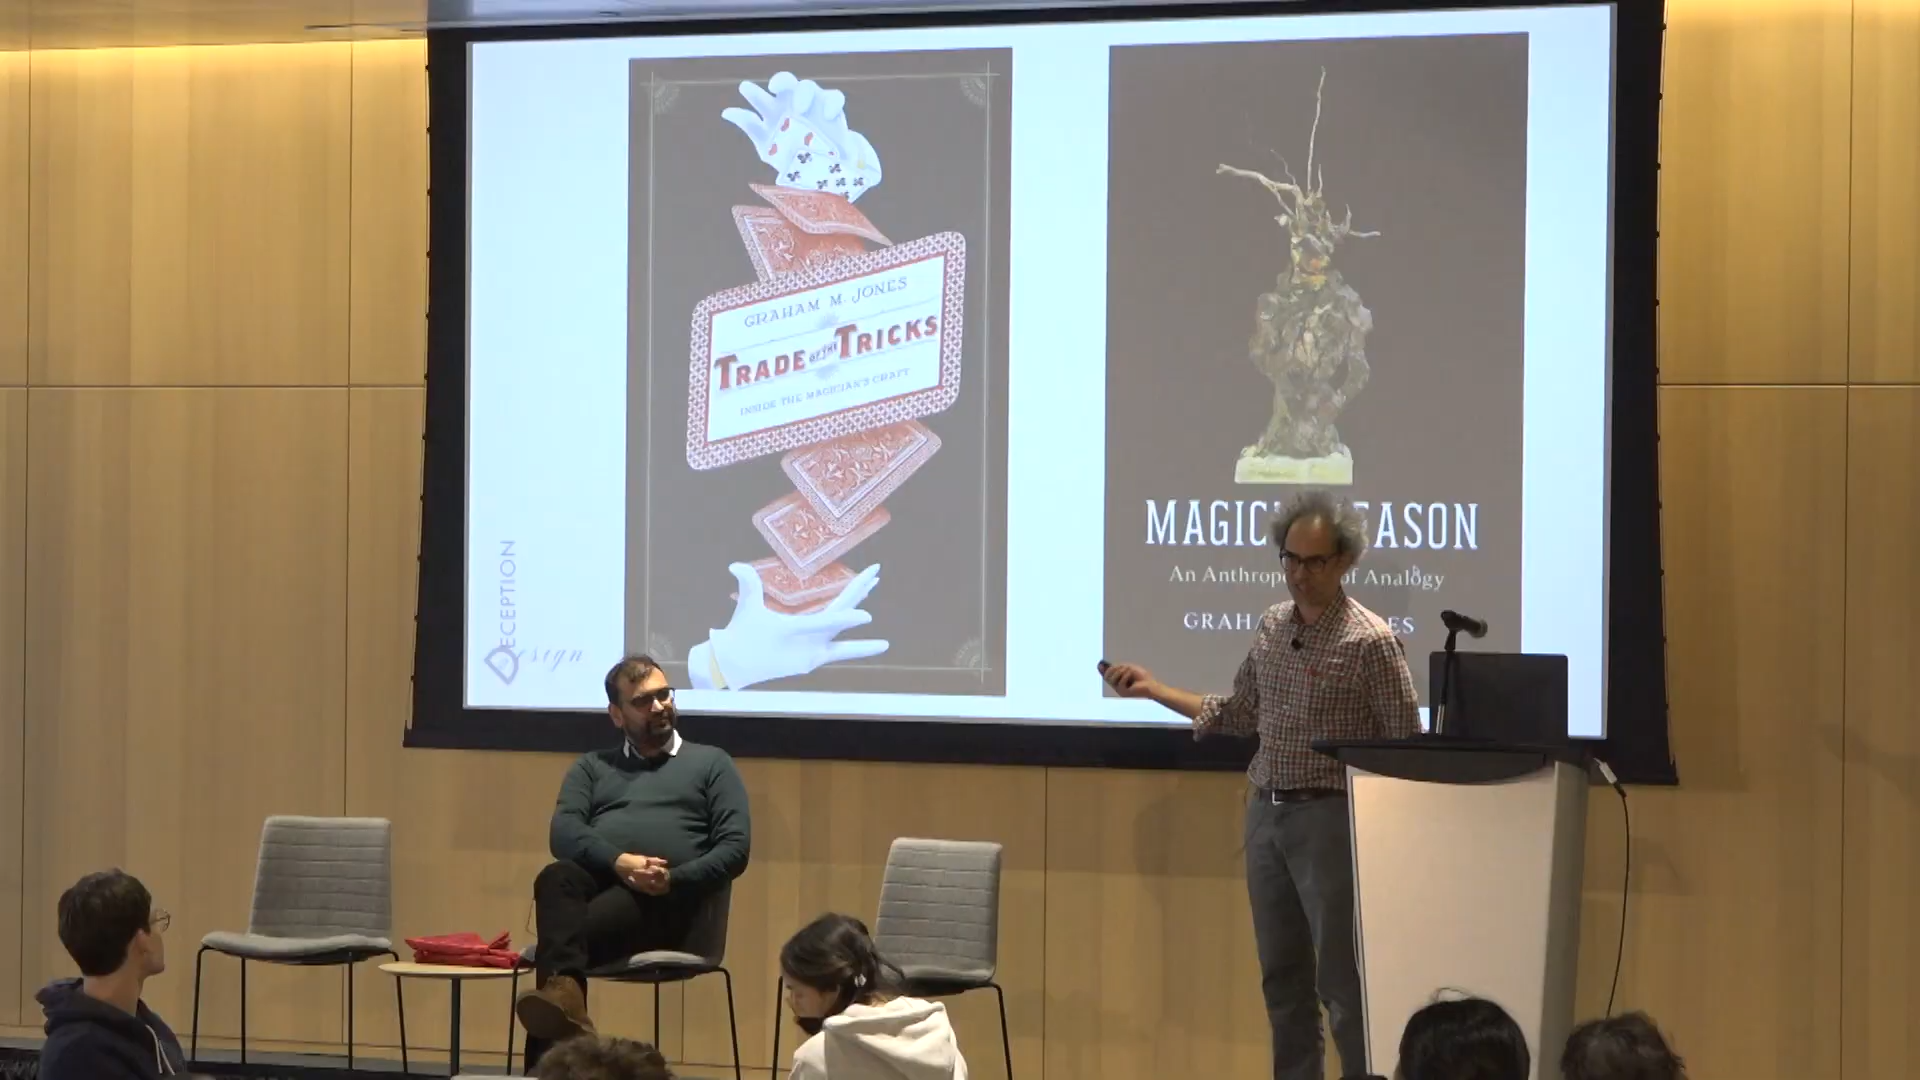 GRAHAM M. JONES
TRADE OF THE TRICKS
INSIDE THE MAGICIAN'S CRAFT
MAGIC EASON
An Anthrop of Analogy
GRAHA ES
DECEPTION
Design